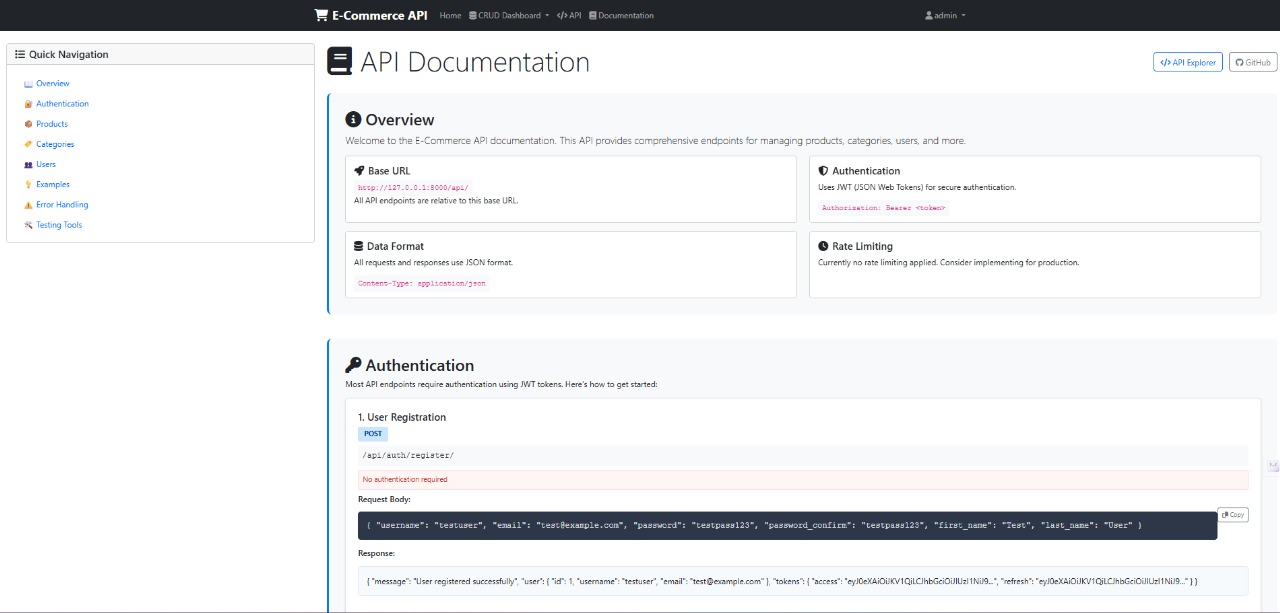 E-Commerce API Home CRUD Dashboard API Documentation admin
Quick Navigation
Overview
Authentication
Products
Categories
Users
Examples
Error Handling
Testing Tools
API Documentation
API Explorer GitHub
Overview
Welcome to the E-Commerce API documentation. This API provides comprehensive endpoints for managing products, categories, users, and more.
Base URL
http://127.0.0.1:8000/api/
All API endpoints are relative to this base URL.
Authentication
Uses JWT (JSON Web Tokens) for secure authentication.
Authorization: Bearer <token>
Data Format
All requests and responses use JSON format.
Content-Type: application/json
Rate Limiting
Currently no rate limiting applied. Consider implementing for production.
Authentication
Most API endpoints require authentication using JWT tokens. Here's how to get started:
1. User Registration
POST
/api/auth/register/
No authentication required
Request Body:
{ "username": "testuser", "email": "test@example.com", "password": "testpass123", "password_confirm": "testpass123", "first_name": "Test", "last_name": "User" }
Copy
Response:
{ "message": "User registered successfully", "user": { "id": 1, "username": "testuser", "email": "test@example.com" }, "tokens": { "access": "eyJ0eXAiOiJKV1QiLCJhbGciOiJIUzI1NiJ9...", "refresh": "eyJ0eXAiOiJKV1QiLCJhbGciOiJIUzI1NiJ9..." } }